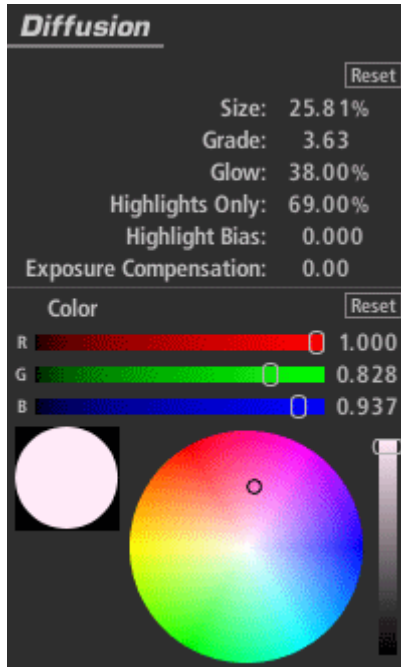 Diffusion
Reset
Size: 25.81%
Grade: 3.63
Glow: 38.00%
Highlights Only: 69.00%
Highlight Bias: 0.000
Exposure Compensation: 0.00
Color Reset
R 1.000
G 0.828
B 0.937